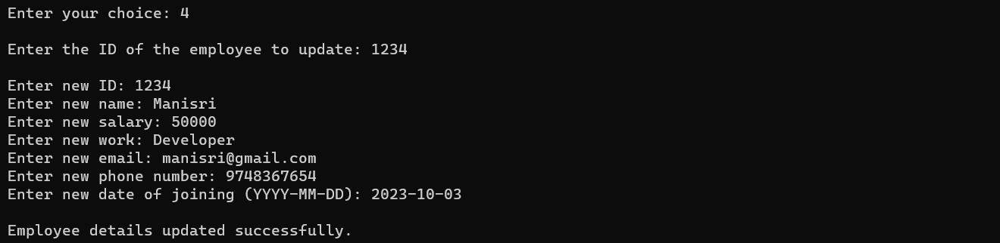 Enter your choice: 4
Enter the ID of the employee to update: 1234
Enter new ID: 1234
Enter new name: Manisri
Enter new salary: 50000
Enter new work: Developer
Enter new email: manisri@gmail.com
Enter new phone number: 9748367654
Enter new date of joining (YYYY-MM-DD): 2023-10-03
Employee details updated successfully.